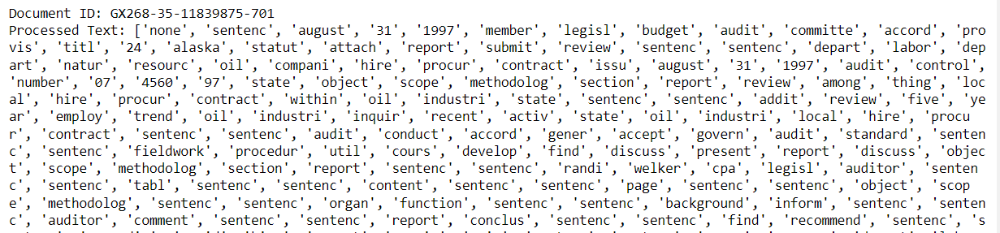 Document ID: GX268-35-11839875-701
Processed Text: ['none', 'sentenc', 'august', '31', '1997', 'member', 'legisl', 'budget', 'audit', 'committe', 'accord', 'pro
vis', 'titl', '24', 'alaska', 'statut', 'attach', 'report', 'submit', 'review', 'sentenc', 'sentenc', 'depart', 'labor', 'dep
art', 'natur', 'resourc', 'oil', 'compani', 'hire', 'procur', 'contract', 'issu', 'august', '31', '1997', 'audit', 'control',
'number', '07', '4560', '97', 'state', 'object', 'scope', 'methodolog', 'section', 'report', 'review', 'among', 'thing', 'loc
al', 'hire', 'procur', 'contract', 'within', 'oil', 'industri', 'state', 'sentenc', 'sentenc', 'addit', 'review', 'five', 'ye
ar', 'employ', 'trend', 'oil', 'industri', 'inquir', 'recent', 'activ', 'state', 'oil', 'industri', 'local', 'hire', 'procu
r', 'contract', 'sentenc', 'sentenc', 'audit', 'conduct', 'accord', 'gener', 'accept', 'govern', 'audit', 'standard', 'senten
c', 'sentenc', 'fieldwork', 'procedur', 'util', 'cours', 'develop', 'find', 'discuss', 'present', 'report', 'discuss', 'objec
t', 'scope', 'methodolog', 'section', 'report', 'sentenc', 'sentenc', 'randi', 'welker', 'cpa', 'legisl', 'auditor', 'senten
c', 'sentenc', 'tabl', 'sentenc', 'sentenc', 'content', 'sentenc', 'sentenc', 'page', 'sentenc', 'sentenc', 'object', 'scop
e', 'methodolog', 'sentenc', 'sentenc', 'organ', 'function', 'sentenc', 'sentenc', 'background', 'inform', 'sentenc', 'senten
c', 'auditor', 'comment', 'sentenc', 'sentenc', 'report', 'conclus', 'sentenc', 'sentenc', 'find', 'recommend', 'sentenc', 's